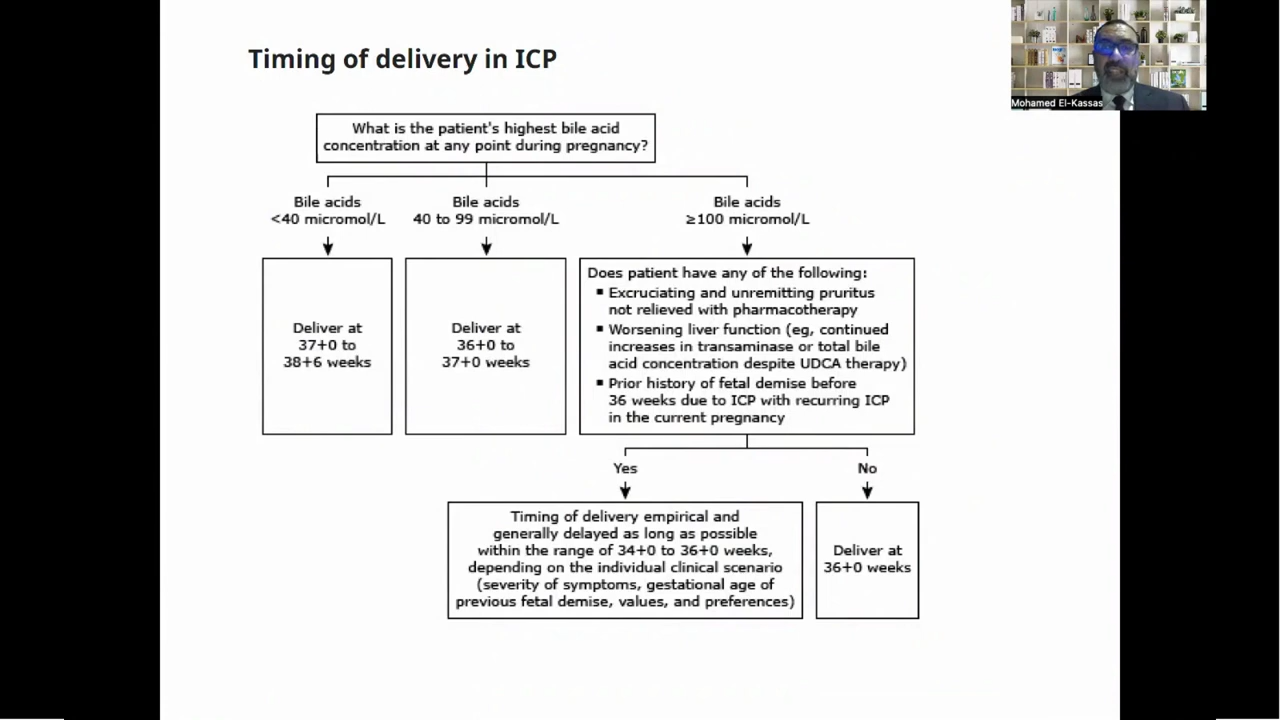 Timing of delivery in ICP
Mohamed El-Kassas
What is the patient's highest bile acid
concentration at any point during pregnancy?
Bile acids
<40 micromol/L
Bile acids
40 to 99 micromol/L
Bile acids
≥100 micromol/L
Deliver at
37+0 to
38+6 weeks
Deliver at
36+0 to
37+0 weeks
Does patient have any of the following:
▪ Excruciating and unremitting pruritus
not relieved with pharmacotherapy
▪ Worsening liver function (eg, continued
increases in transaminase or total bile
acid concentration despite UDCA therapy)
▪ Prior history of fetal demise before
36 weeks due to ICP with recurring ICP
in the current pregnancy
Yes
No
Timing of delivery empirical and
generally delayed as long as possible
within the range of 34+0 to 36+0 weeks,
depending on the individual clinical scenario
(severity of symptoms, gestational age of
previous fetal demise, values, and preferences)
Deliver at
36+0 weeks